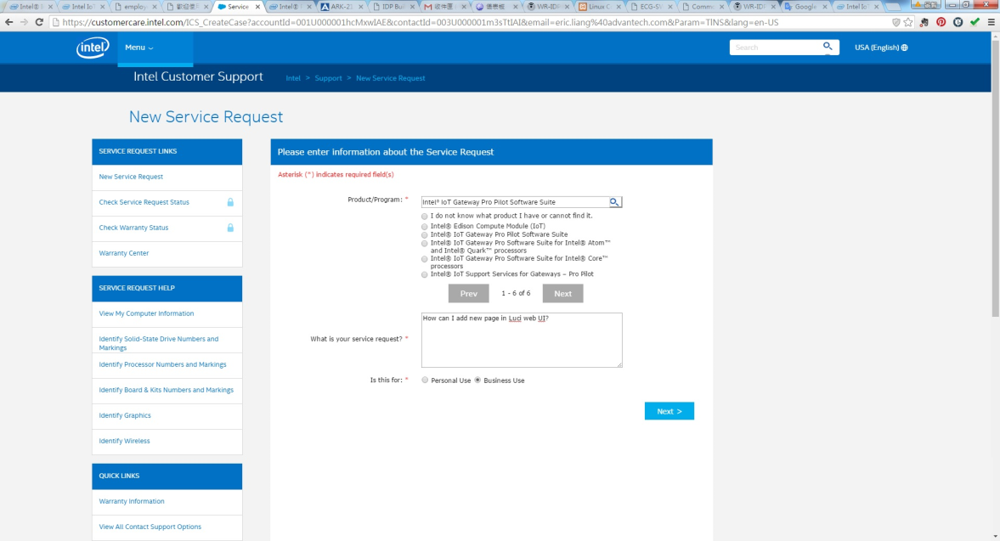 Intel®
Intel Io
employ
Service
Intel®
ARK-2
IDP Bu
WR-IDP
Linux C
ECG-SV
Comm
WR-IDP
Google
Intel Io
https://customercare.intel.com/ICS_CreateCase?accountId=001U000001hcMxwIAE&contactId=003U000001m3sTtIAI&email=eric.liang%40advantech.com&Param=TINS&lang=en-US
intel
Menu
Search
USA (English)
Intel Customer Support
Intel > Support > New Service Request
New Service Request
SERVICE REQUEST LINKS
New Service Request
Check Service Request Status
Check Warranty Status
Warranty Center
SERVICE REQUEST HELP
View My Computer Information
Identify Solid-State Drive Numbers and
Markings
Identify Processor Numbers and Markings
Identify Board & Kits Numbers and Markings
Identify Graphics
Identify Wireless
QUICK LINKS
Warranty Information
View All Contact Support Options
Please enter information about the Service Request
Asterisk (*) indicates required field(s)
Product/Program: *
Intel® IoT Gateway Pro Pilot Software Suite
I do not know what product I have or cannot find it.
Intel® Edison Compute Module (IoT)
Intel® IoT Gateway Pro Pilot Software Suite
Intel® IoT Gateway Pro Software Suite for Intel® Atom™
and Intel® Quark™ processors
Intel® IoT Gateway Pro Software Suite for Intel® Core™
processors
Intel® IoT Support Services for Gateways – Pro Pilot
Prev 1 - 6 of 6 Next
What is your service request? *
How can I add new page in Luci web UI?
Is this for: * Personal Use Business Use
Next >